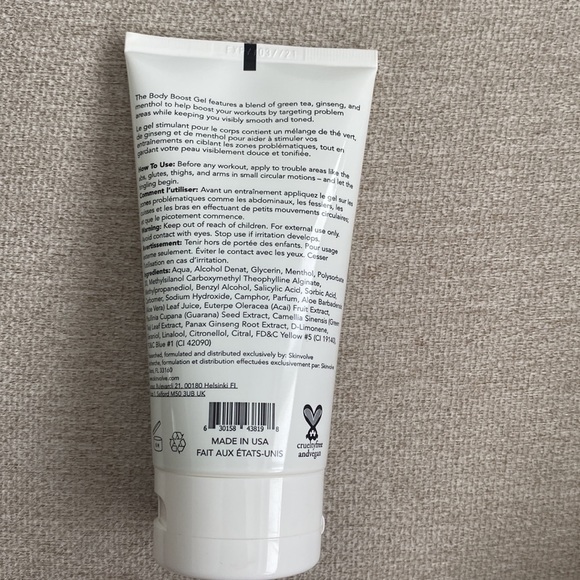 EXP/03/21
The Body Boost Gel features a blend of green tea, ginseng, and
menthol to help boost your workouts by targeting problem
areas while keeping you visibly smooth and toned.
Le gel stimulant pour le corps contient un mélange de thé vert,
de ginseng et de menthol pour aider à stimuler vos
entraînements en ciblant les zones problématiques, tout en
gardant votre peau visiblement douce et tonifiée.
How To Use: Before any workout, apply to trouble areas like the
abs, glutes, thighs, and arms in small circular motions – and let the
tingling begin.
Comment l'utiliser: Avant un entraînement appliquez le gel sur les
zones problématiques comme les abdominaux, les fessiers, les
cuisses et les bras en effectuant de petits mouvements circulaires,
que le picotement commence.
Warning: Keep out of reach of children. For external use only.
Avoid contact with eyes. Stop use if irritation develops.
Avertissement: Tenir hors de portée des enfants. Pour usage
externe seulement. Éviter le contact avec les yeux. Cesser
utilisation en cas d'irritation.
Ingredients: Aqua, Alcohol Denat, Glycerin, Menthol, Polysorbate
Methylsilanol Carboxymethyl Theophylline Alginate,
Methylpropanediol, Benzyl Alcohol, Salicylic Acid, Sorbic Acid,
Carbomer, Sodium Hydroxide, Camphor, Parfum, Aloe Barbadensis
(Aloe Vera) Leaf Juice, Euterpe Oleracea (Acai) Fruit Extract,
Paullinia Cupana (Guarana) Seed Extract, Camellia Sinensis (Green
Tea) Leaf Extract, Panax Ginseng Root Extract, D-Limonene,
Geraniol, Linalool, Citronellol, Citral, FD&C Yellow #5 (CI 19140),
FD&C Blue #1 (CI 42090)
formulated and distributed exclusively by: Skinvolve
formulation et distribution effectuées exclusivement par: Skinvolve
FL 33160
21, 00180 Helsinki FI,
Salford M50 3UB UK
6 30158 43819 8
MADE IN USA
FAIT AUX ÉTATS-UNIS
crueltyfree
andvegan